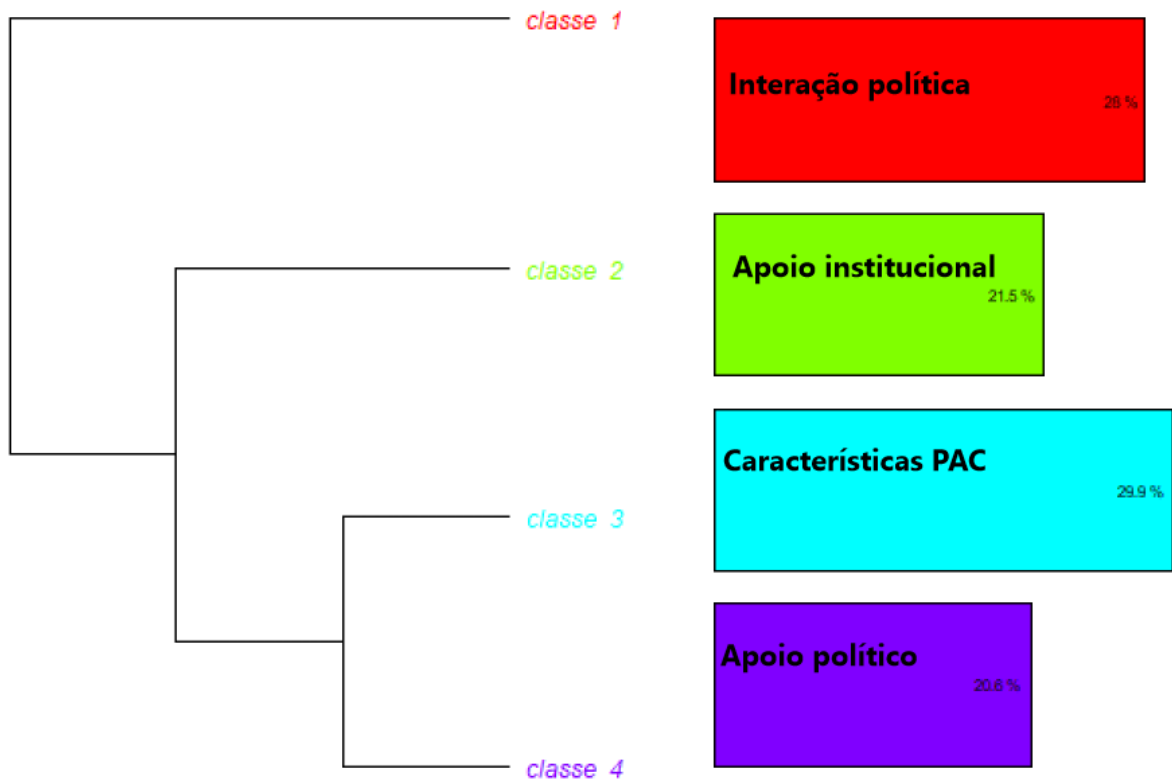 classe 1
Interação política
28 %
classe 2
Apoio institucional
21.5 %
classe 3
Características PAC
29.9 %
classe 4
Apoio político
20.6 %